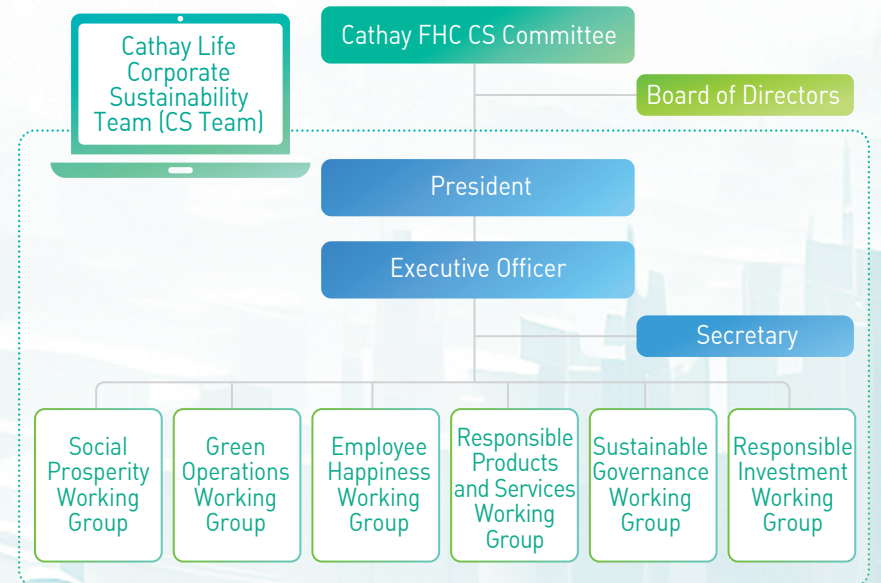 Cathay Life
Corporate
Sustainability
Team (CS Team)
Cathay FHC CS Committee
Board of Directors
President
Executive Officer
Secretary
Social
Prosperity
Working
Group
Green
Operations
Working
Group
Employee
Happiness
Working
Group
Responsible
Products
and Services
Working
Group
Sustainable
Governance
Working
Group
Responsible
Investment
Working
Group